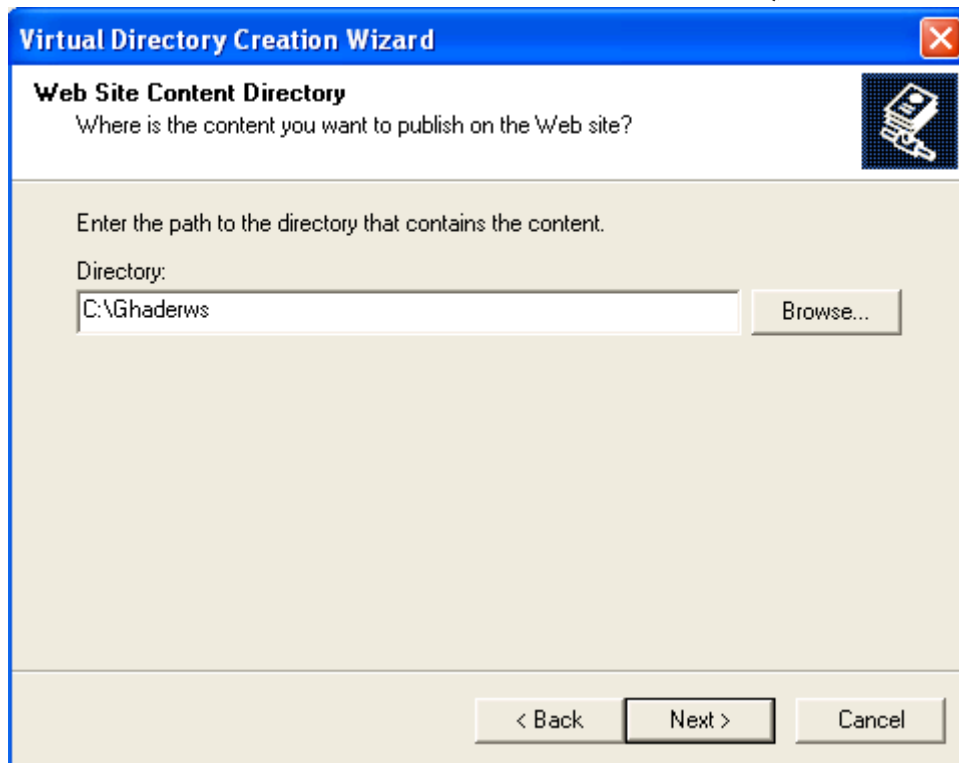 Virtual Directory Creation Wizard
Web Site Content Directory
Where is the content you want to publish on the Web site?
Enter the path to the directory that contains the content.
Directory:
C:\Ghaderws
Browse...
< Back
Next >
Cancel